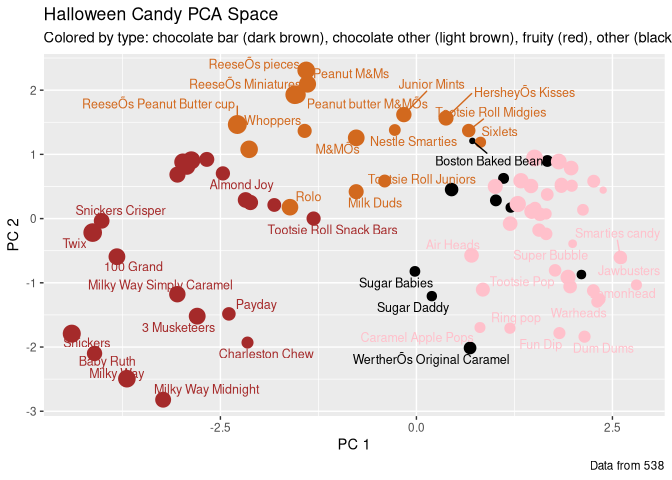 Halloween Candy PCA Space
Colored by type: chocolate bar (dark brown), chocolate other (light brown), fruity (red), other (black
ReeseÕs pieces
Peanut M&Ms
ReeseÕs Miniatures
Junior Mints
HersheyÕs Kisses
ReeseÕs Peanut Butter cup
Peanut butter M&MÕs
Tootsie Roll Midgies
Whoppers
Sixlets
M&MÕs
Nestle Smarties
Boston Baked Beans
Almond Joy
Tootsie Roll Juniors
Rolo
Milk Duds
Snickers Crisper
Tootsie Roll Snack Bars
Twix
Smarties candy
Air Heads
Super Bubble
100 Grand
Jawbusters
Milky Way Simply Caramel
Sugar Babies
Tootsie Pop
monhead
Payday
Sugar Daddy
3 Musketeers
Ring pop
Warheads
Snickers
Caramel Apple Pops
Fun Dip
Dum Dums
Charleston Chew
Baby Ruth
WertherÕs Original Caramel
Milky Way
Milky Way Midnight
2
1
0
-1
-2
-3
PC 2
-2.5
0.0
2.5
PC 1
Data from 538